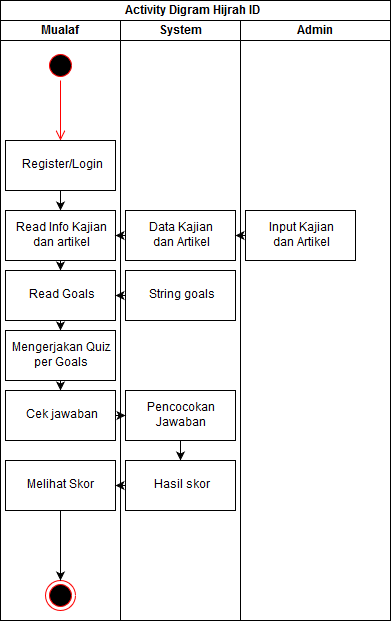 Activity Digram Hijrah ID
Mualaf
System
Admin
Register/Login
Read Info Kajian
dan artikel
Data Kajian
dan Artikel
Input Kajian
dan Artikel
Read Goals
String goals
Mengerjakan Quiz
per Goals
Cek jawaban
Pencocokan
Jawaban
Melihat Skor
Hasil skor